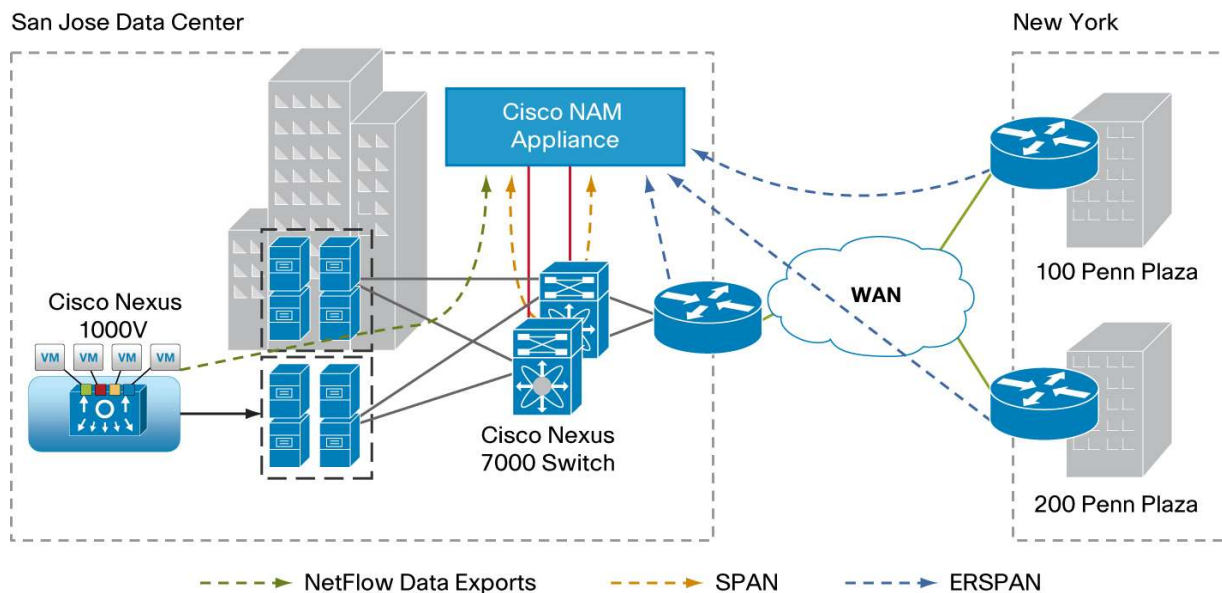 San Jose Data Center
New York
Cisco NAM
Appliance
100 Penn Plaza
WAN
Cisco Nexus
1000V
VM VM VM VM
Cisco Nexus
7000 Switch
200 Penn Plaza
NetFlow Data Exports
SPAN
ERSPAN